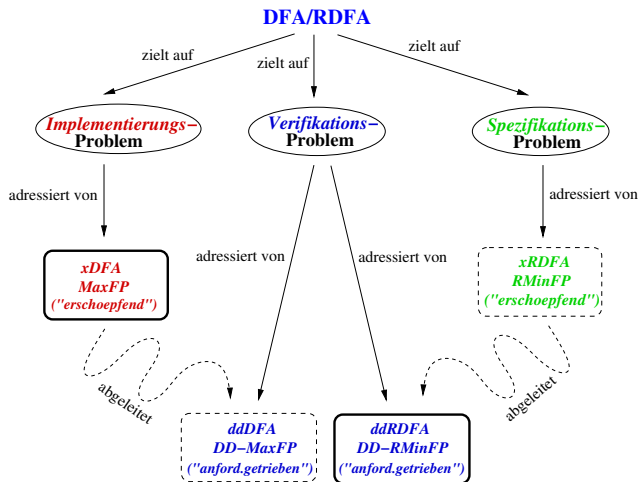 DFA/RDFA
zielt auf
zielt auf
zielt auf
Implementierungs-
Problem
Verifikations-
Problem
Spezifikations-
Problem
adressiert von
adressiert von
adressiert von
adressiert von
xDFA
MaxFP
("erschoepfend")
xRDFA
RMinFP
("erschoepfend")
abgeleitet
abgeleitet
ddDFA
DD-MaxFP
("anford.getrieben")
ddRDFA
DD-RMinFP
("anford.getrieben")